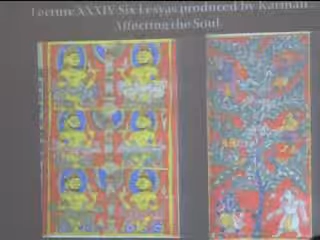 Lecture XXXIV Six Lesyas produced by Karman
Affecting the Soul